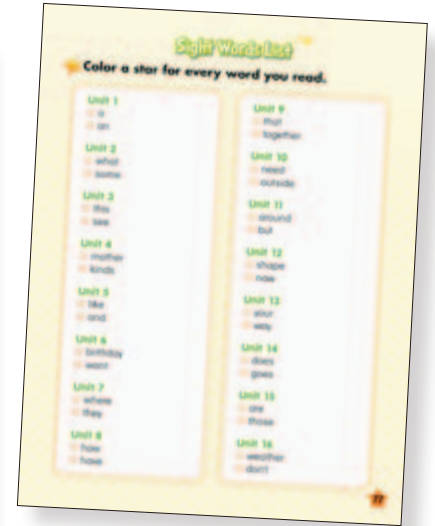 Sight Words List
Color a star for every word you read.
Unit 1
a
an
Unit 2
what
some
Unit 3
this
see
Unit 4
mother
kinds
Unit 5
like
and
Unit 6
birthday
want
Unit 7
where
they
Unit 8
how
have
Unit 9
that
together
Unit 10
need
outside
Unit 11
around
but
Unit 12
shape
now
Unit 13
your
way
Unit 14
does
goes
Unit 15
are
those
Unit 16
weather
don't